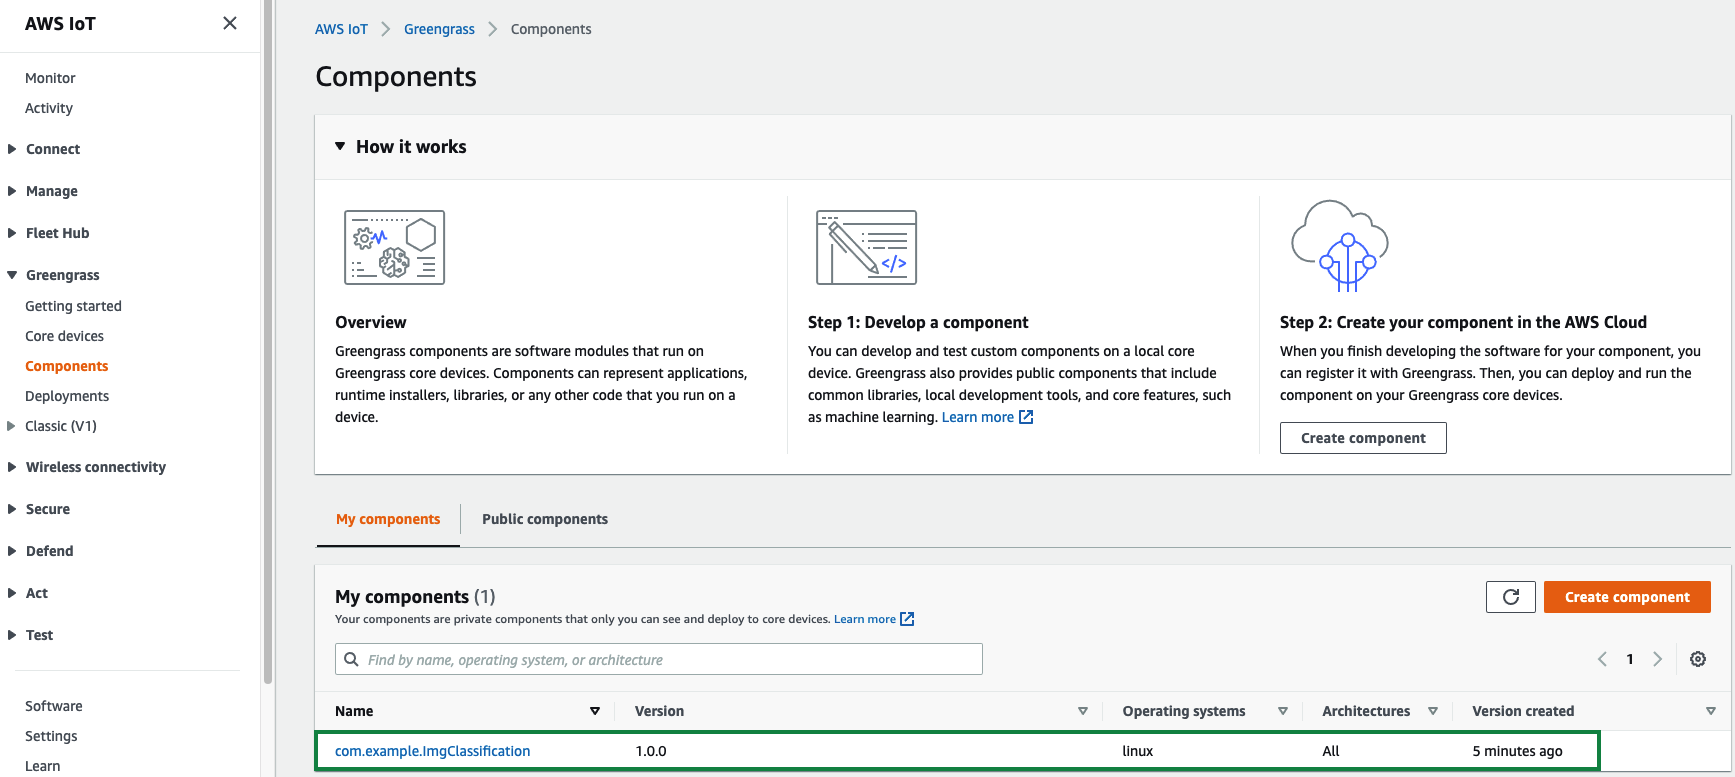 AWS IoT
Monitor
Activity
Connect
Manage
Fleet Hub
Greengrass
Getting started
Core devices
Components
Deployments
Classic (V1)
Wireless connectivity
Secure
Defend
Act
Test
Software
Settings
Learn
AWS IoT Greengrass Components
Components
How it works
Overview
Greengrass components are software modules that run on
Greengrass core devices. Components can represent applications,
runtime installers, libraries, or any other code that you run on a
device.
Step 1: Develop a component
You can develop and test custom components on a local core
device. Greengrass also provides public components that include
common libraries, local development tools, and core features, such
as machine learning. Learn more
Step 2: Create your component in the AWS Cloud
When you finish developing the software for your component, you
can register it with Greengrass. Then, you can deploy and run the
component on your Greengrass core devices.
Create component
My components Public components
My components (1)
Your components are private components that only you can see and deploy to core devices. Learn more
Create component
Find by name, operating system, or architecture
1
Name Version Operating systems Architectures Version created
com.example.ImgClassification 1.0.0 linux All 5 minutes ago